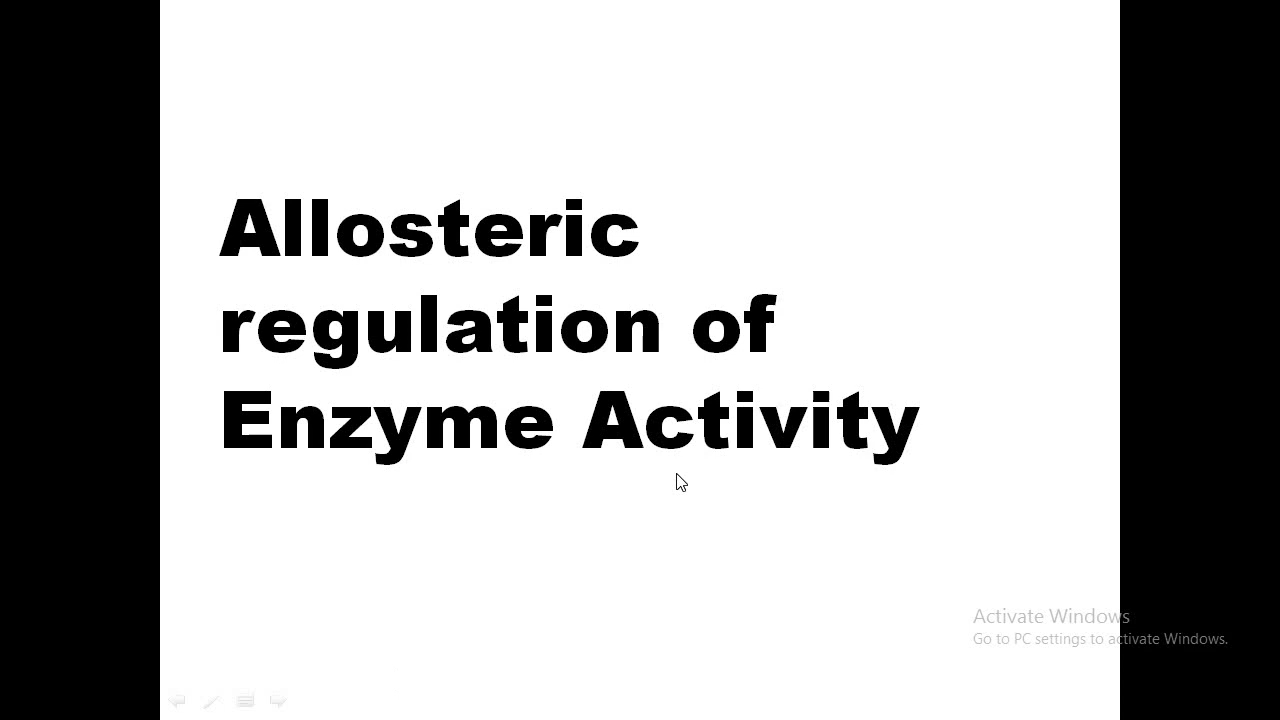 Allosteric
regulation of
Enzyme Activity
Activate Windows
Go to PC settings to activate Windows.